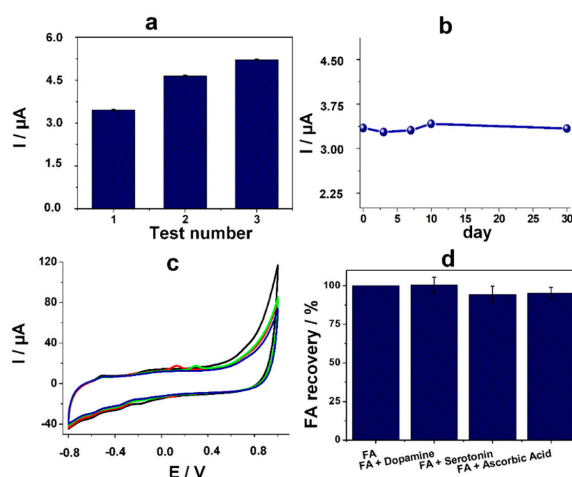 a
6.0
4.5
3.0
1.5
0.0
I / µA
1 2 3
Test number
b
4.50
3.75
3.00
2.25
I / µA
0 5 10 15 20 25 30
day
c
120
80
40
0
-40
I / µA
-0.8 -0.4 0.0 0.4 0.8
E / V
d
100
75
50
25
0
FA recovery / %
FA
FA + Dopamine
FA + Serotonin
FA + Ascorbic Acid